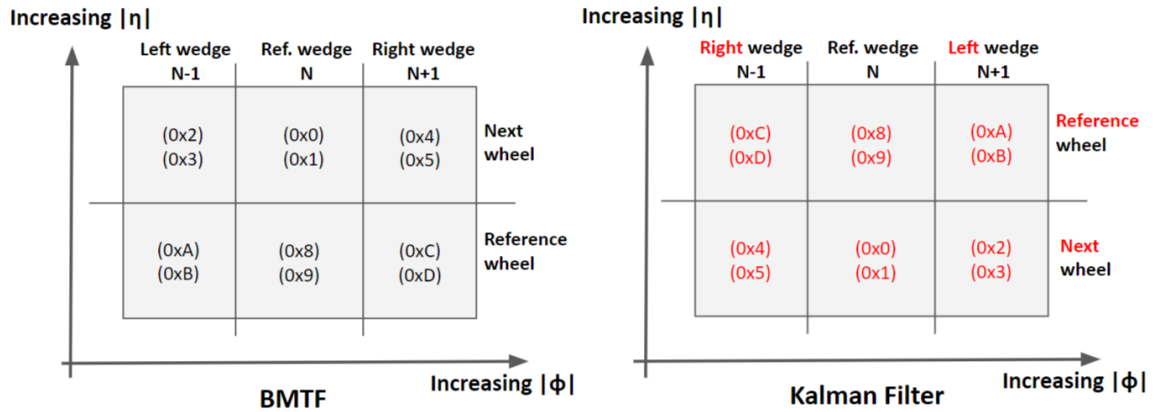 Increasing |η|
Left wedge Ref. wedge Right wedge
N-1 N N+1
(0x2) (0x0) (0x4)
(0x3) (0x1) (0x5)
Next
wheel
(0xA) (0x8) (0xC)
(0xB) (0x9) (0xD)
Reference
wheel
Increasing |ϕ|
BMTF
Increasing |η|
Right wedge Ref. wedge Left wedge
N-1 N N+1
(0xC) (0x8) (0xA)
(0xD) (0x9) (0xB)
Reference
wheel
(0x4) (0x0) (0x2)
(0x5) (0x1) (0x3)
Next
wheel
Increasing |ϕ|
Kalman Filter